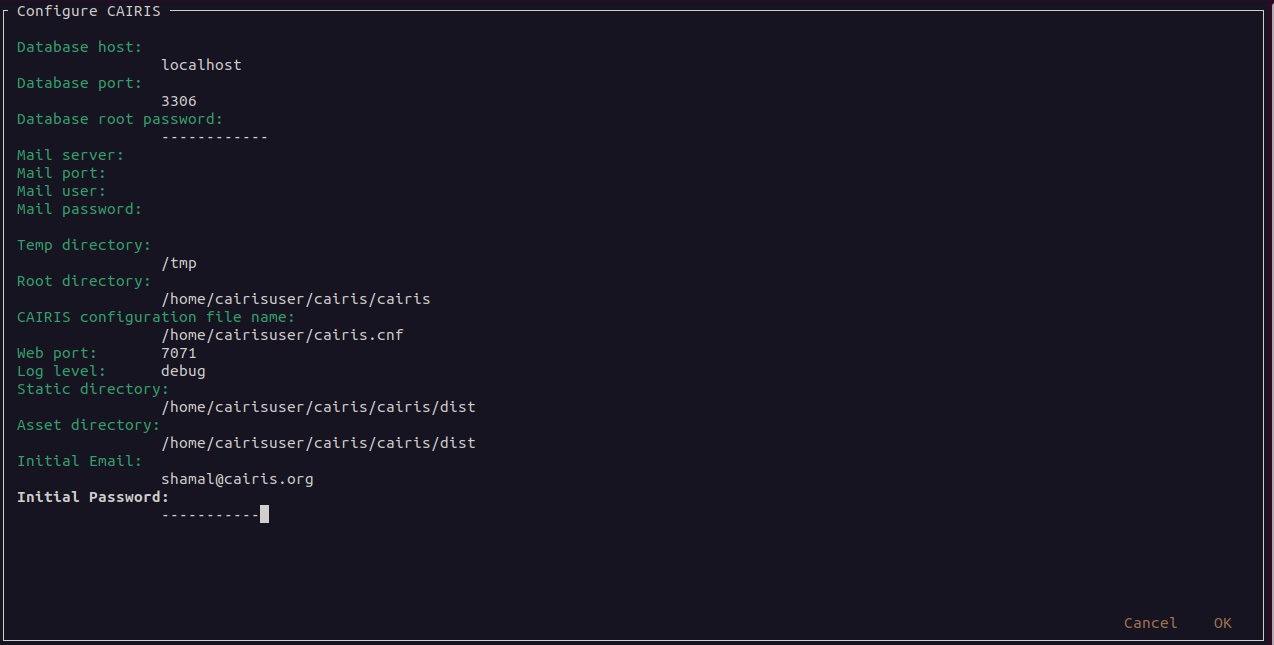 Configure CAIRIS
Database host:
localhost
Database port:
3306
Database root password:
------------
Mail server:
Mail port:
Mail user:
Mail password:
Temp directory:
/tmp
Root directory:
/home/cairisuser/cairis/cairis
CAIRIS configuration file name:
/home/cairisuser/cairis.cnf
Web port: 7071
Log level: debug
Static directory:
/home/cairisuser/cairis/cairis/dist
Asset directory:
/home/cairisuser/cairis/cairis/dist
Initial Email:
shamal@cairis.org
Initial Password:
-----------
Cancel OK